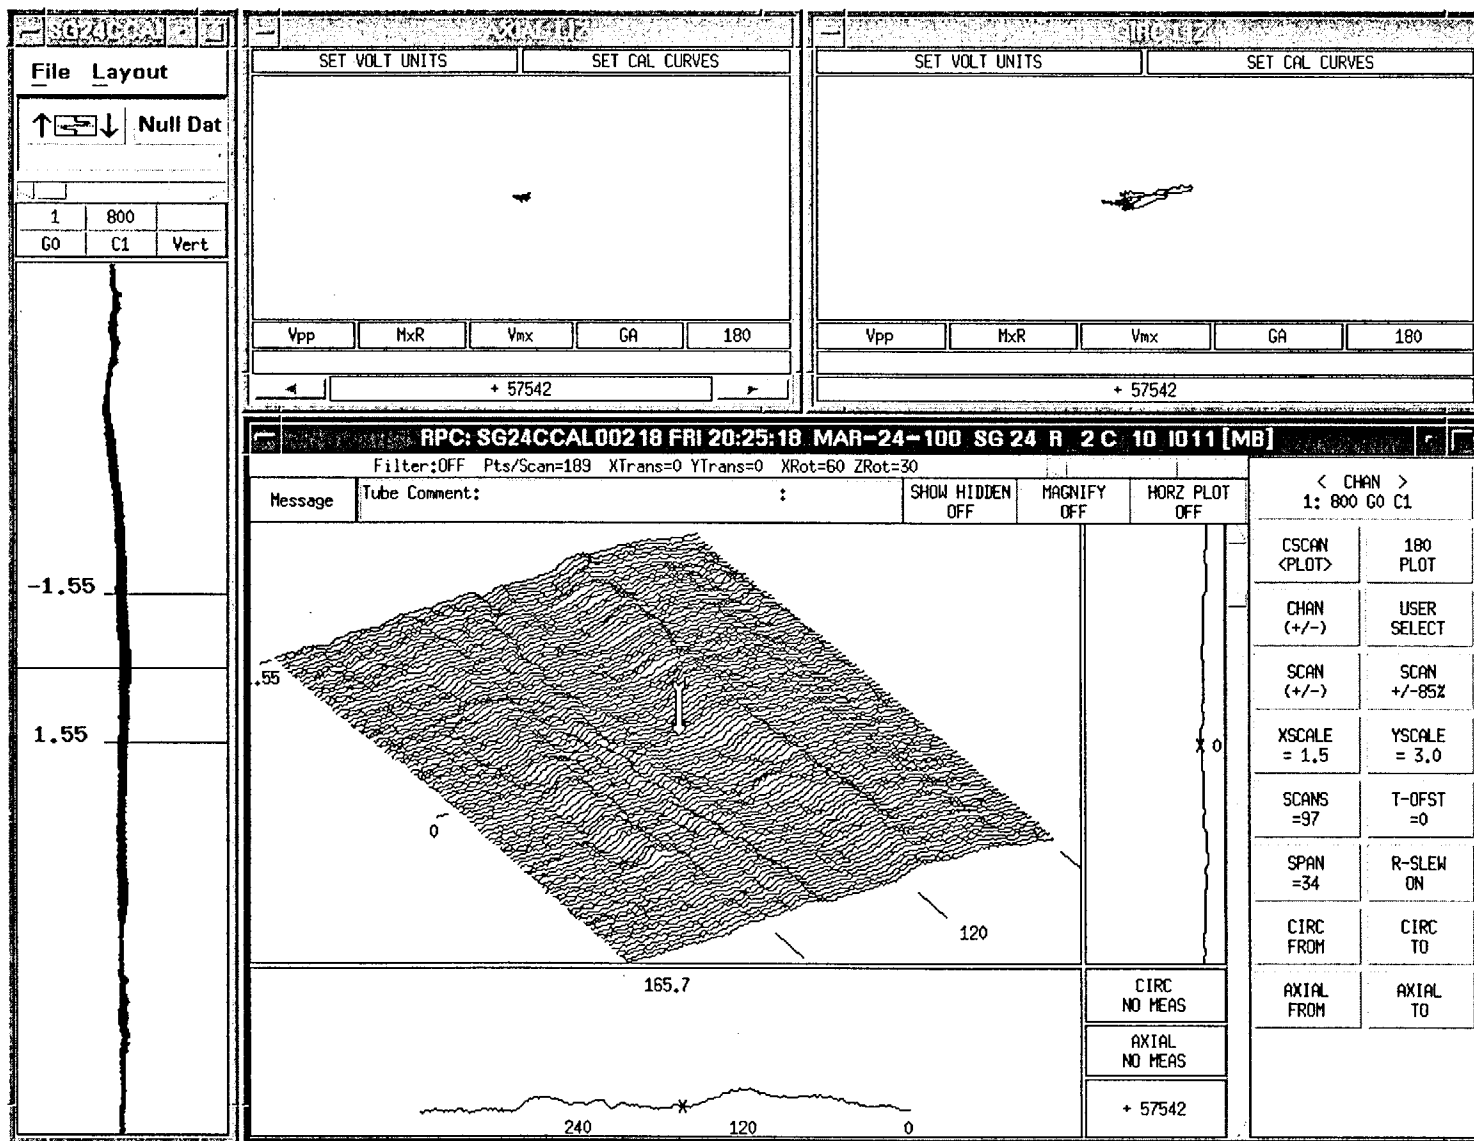 SG24CCAL
File Layout
Null Dat
1 800
G0 C1 Vert
-1.55
1.55
AXIAL LIZ
SET VOLT UNITS SET CAL CURVES
Vpp MxR Vmx GA 180
+ 57542
CIRC LIZ
SET VOLT UNITS SET CAL CURVES
Vpp MxR Vmx GA 180
+ 57542
RPC: SG24CCAL00218 FRI 20:25:18 MAR-24-100 SG 24 R 2 C 10 I011 [MB]
Filter:OFF Pts/Scan=189 XTrans=0 YTrans=0 XRot=60 ZRot=30
Message
Tube Comment: :
SHOW HIDDEN
OFF
MAGNIFY
OFF
HORZ PLOT
OFF
.55
0
120
0
165.7
240 120 0
CIRC
NO MEAS
AXIAL
NO MEAS
+ 57542
< CHAN >
1: 800 G0 C1
CSCAN
<PLOT>
180
PLOT
CHAN
(+/-)
USER
SELECT
SCAN
(+/-)
SCAN
+/-85%
XSCALE
= 1.5
YSCALE
= 3.0
SCANS
=97
T-OFST
=0
SPAN
=34
R-SLEW
ON
CIRC
FROM
CIRC
TO
AXIAL
FROM
AXIAL
TO